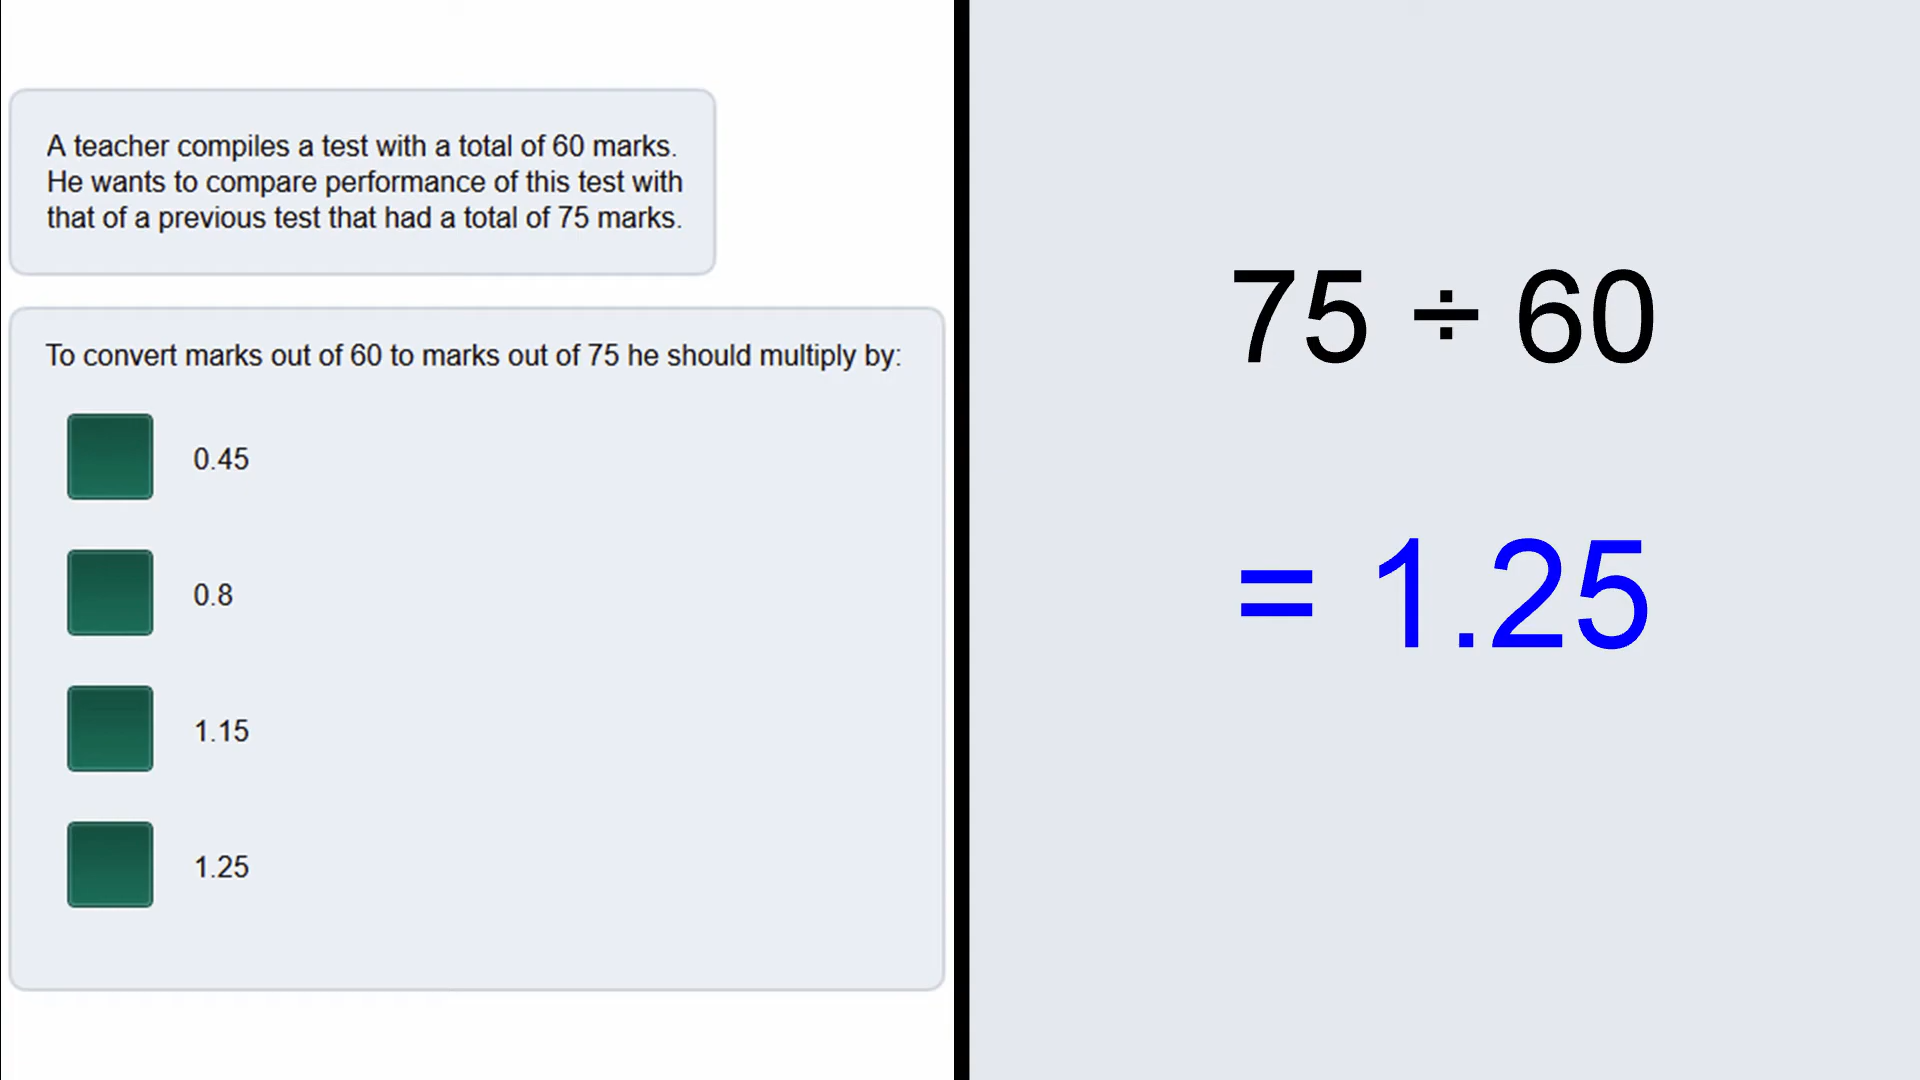 A teacher compiles a test with a total of 60 marks.
He wants to compare performance of this test with
that of a previous test that had a total of 75 marks.
To convert marks out of 60 to marks out of 75 he should multiply by:
0.45
0.8
1.15
1.25
75 ÷ 60
= 1.25